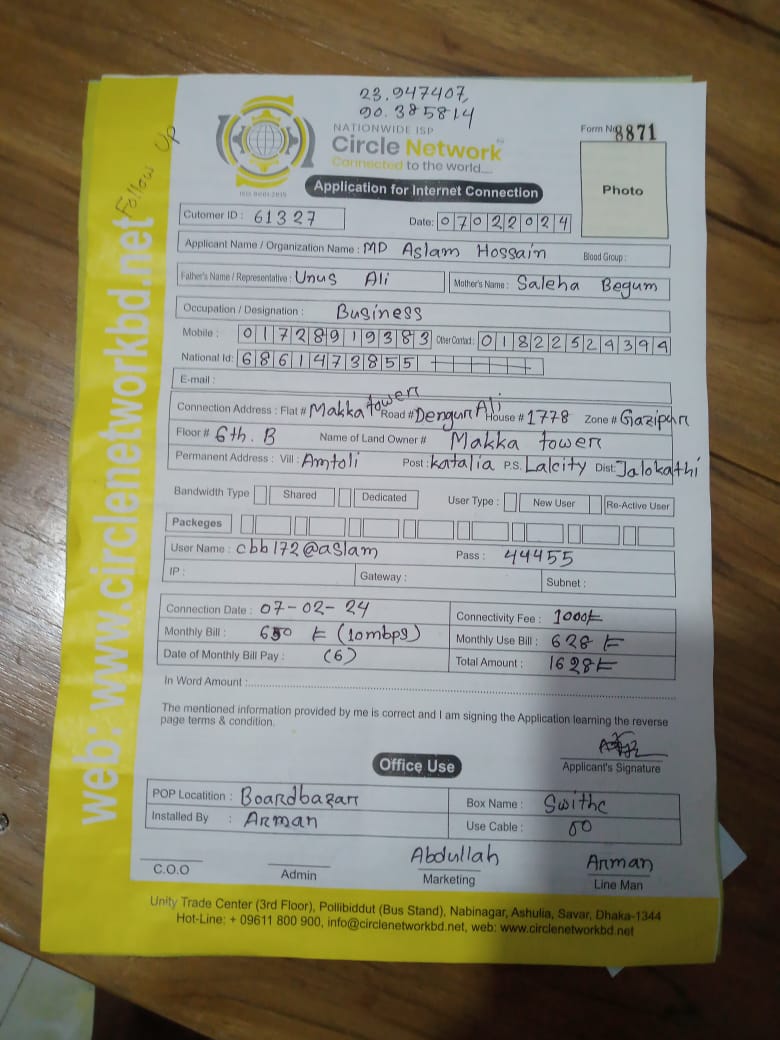 23.947407,
90.385814
Follow Up
NATIONWIDE ISP
Circle Network
Connected to the world....
ISO 9001:2015
Form No 8871
Photo
Application for Internet Connection
Cutomer ID : 61327 Date: 07022024
Applicant Name / Organization Name : MD Aslam Hossain Blood Group :
Father's Name / Representative : Unus Ali Mother's Name : Saleha Begum
Occupation / Designation : Business
Mobile : 01728919383 Other Contact : 01822524394
National Id: 6861473855
E-mail :
Connection Address : Flat # Makka tower Road # Dengun Ali House # 1778 Zone # Gazipur
Floor # 6th. B Name of Land Owner # Makka tower
Permanent Address : Vill : Amtoli Post : Katalia P.S. Lalcity Dist: Jalokathi
Bandwidth Type Shared Dedicated User Type : New User Re-Active User
Packeges
User Name : cbb172@aslam Pass : 44455
IP : Gateway : Subnet :
Connection Date : 07-02-24 Connectivity Fee : 1000৳
Monthly Bill : 650 ৳ (10mbps) Monthly Use Bill : 628 ৳
Date of Monthly Bill Pay : (6) Total Amount : 1628৳
In Word Amount :
The mentioned information provided by me is correct and I am signing the Application learning the reverse
page terms & condition.
Applicant's Signature
Office Use
POP Locatition : Boardbazar Box Name : Swithc
Installed By : Arman Use Cable : 00
Abdullah Arman
C.O.O Admin Marketing Line Man
Unity Trade Center (3rd Floor), Pollibiddut (Bus Stand), Nabinagar, Ashulia, Savar, Dhaka-1344
Hot-Line: + 09611 800 900, info@circlenetworkbd.net, web: www.circlenetworkbd.net
web: www.circlenetworkbd.net